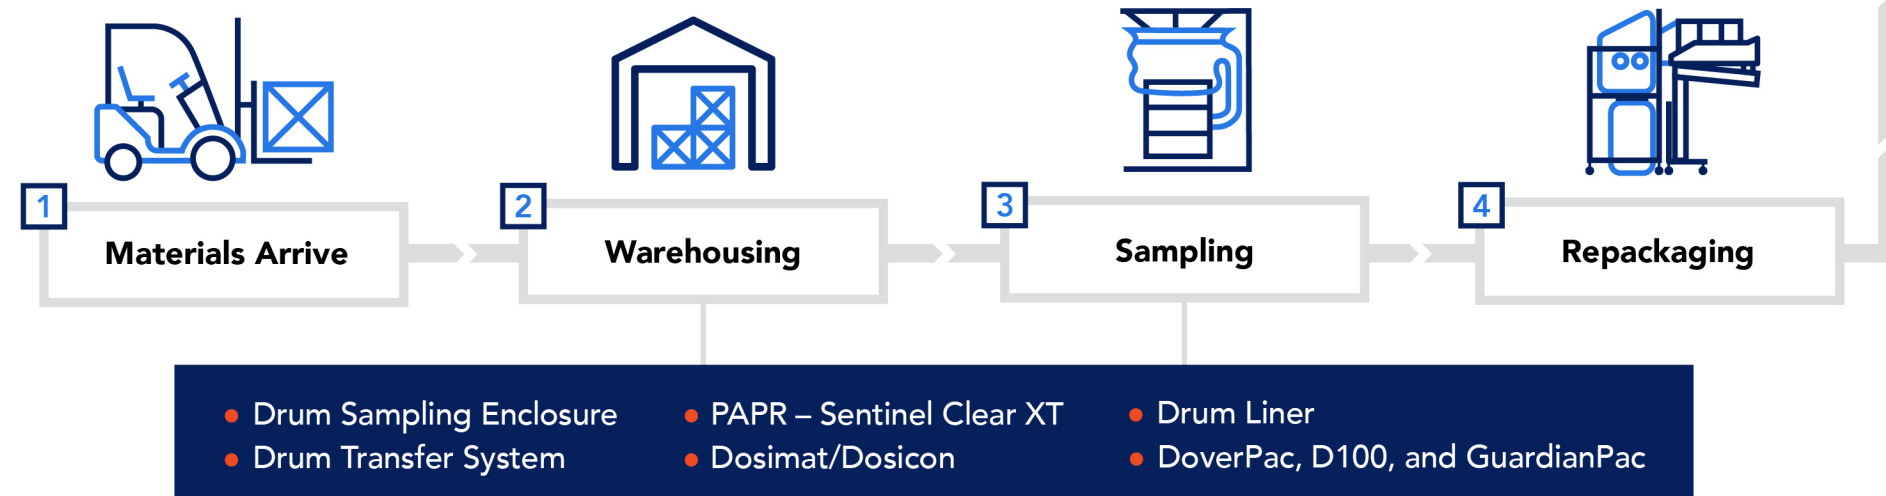 1
Materials Arrive
2
Warehousing
3
Sampling
4
Repackaging
• Drum Sampling Enclosure
• Drum Transfer System
• PAPR – Sentinel Clear XT
• Dosimat/Dosicon
• Drum Liner
• DoverPac, D100, and GuardianPac